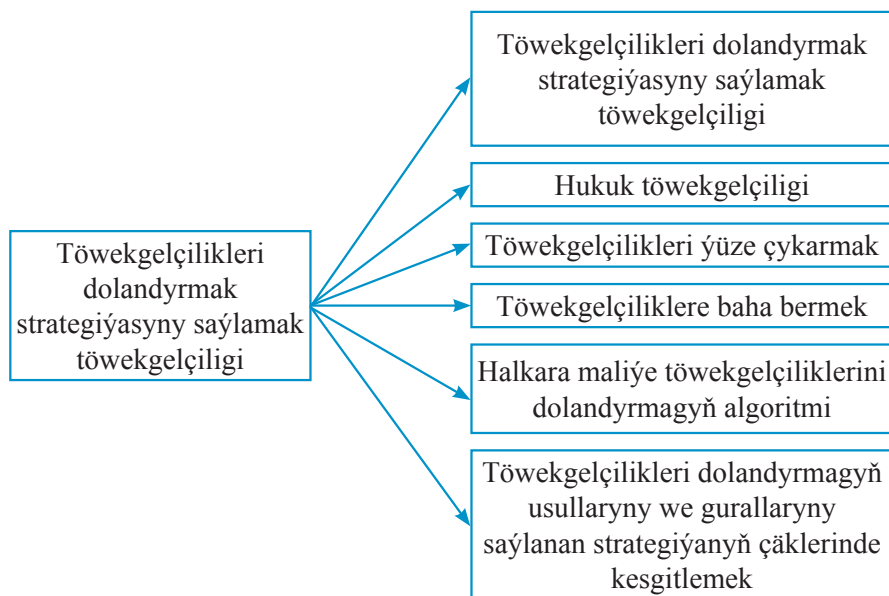 Töwekgelçilikleri
dolandyrmak
strategiýasyny saýlamak
töwekgelçiligi
Töwekgelçilikleri dolandyrmak
strategiýasyny saýlamak
töwekgelçiligi
Hukuk töwekgelçiligi
Töwekgelçilikleri ýüze çykarmak
Töwekgelçiliklere baha bermek
Halkara maliýe töwekgelçiliklerini
dolandyrmagyň algoritmi
Töwekgelçilikleri dolandyrmagyň
usullaryny we gurallaryny
saýlanan strategiýanyň çäklerinde
kesgitlemek